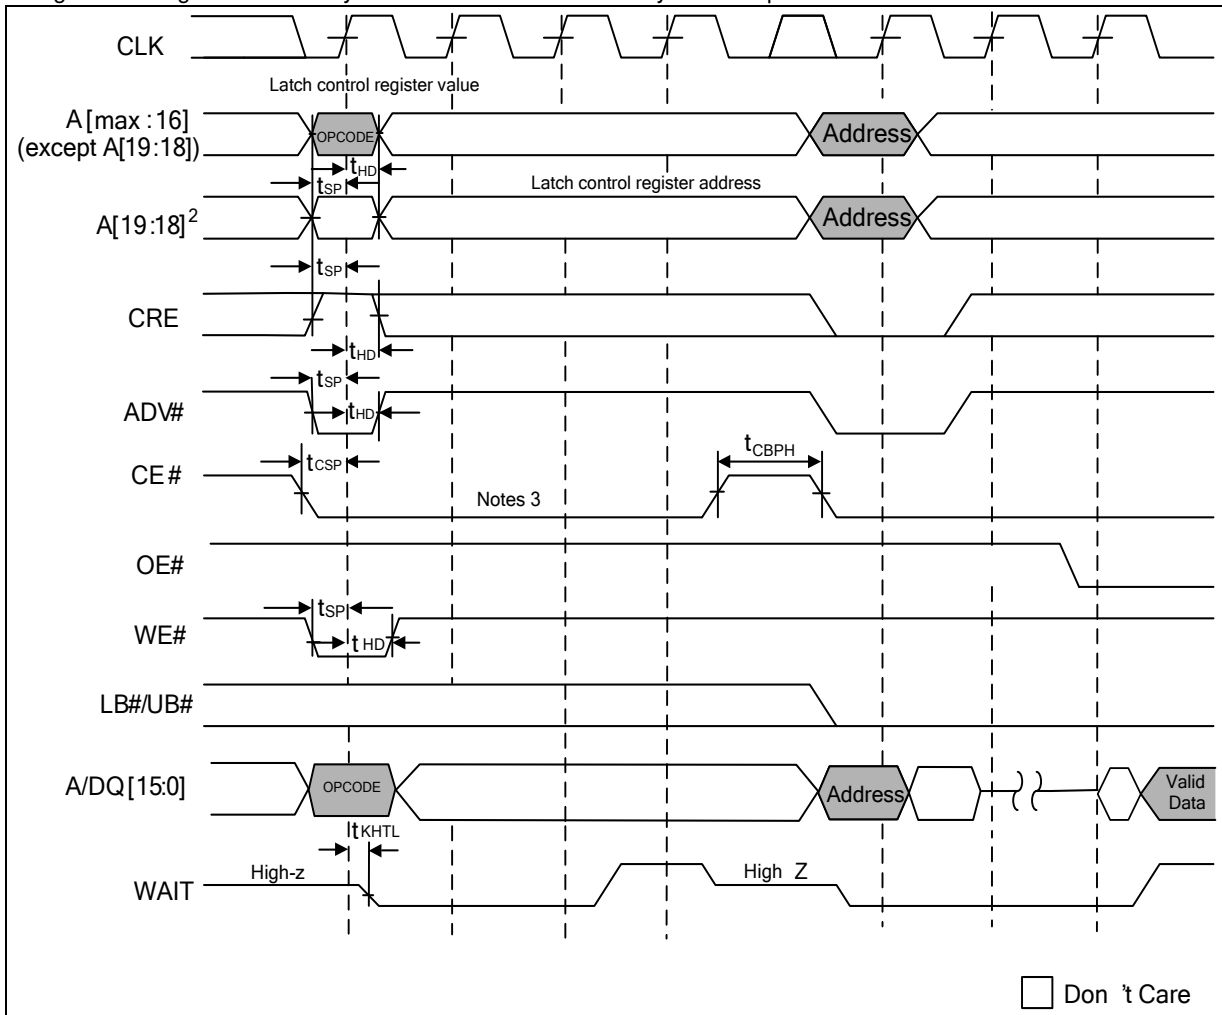 CLK
Latch control register value
A[max : 16]
(except A[19:18])
OPCODE
Address
tHD
tSP
Latch control register address
A[19:18]2
Address
tSP
CRE
tHD
tSP
ADV#
tHD
tCSP
tCBPH
CE#
Notes 3
OE#
tSP
WE#
tHD
LB#/UB#
A/DQ[15:0]
OPCODE
Address
Valid
Data
tKHTL
High-z
High Z
WAIT
Don 't Care